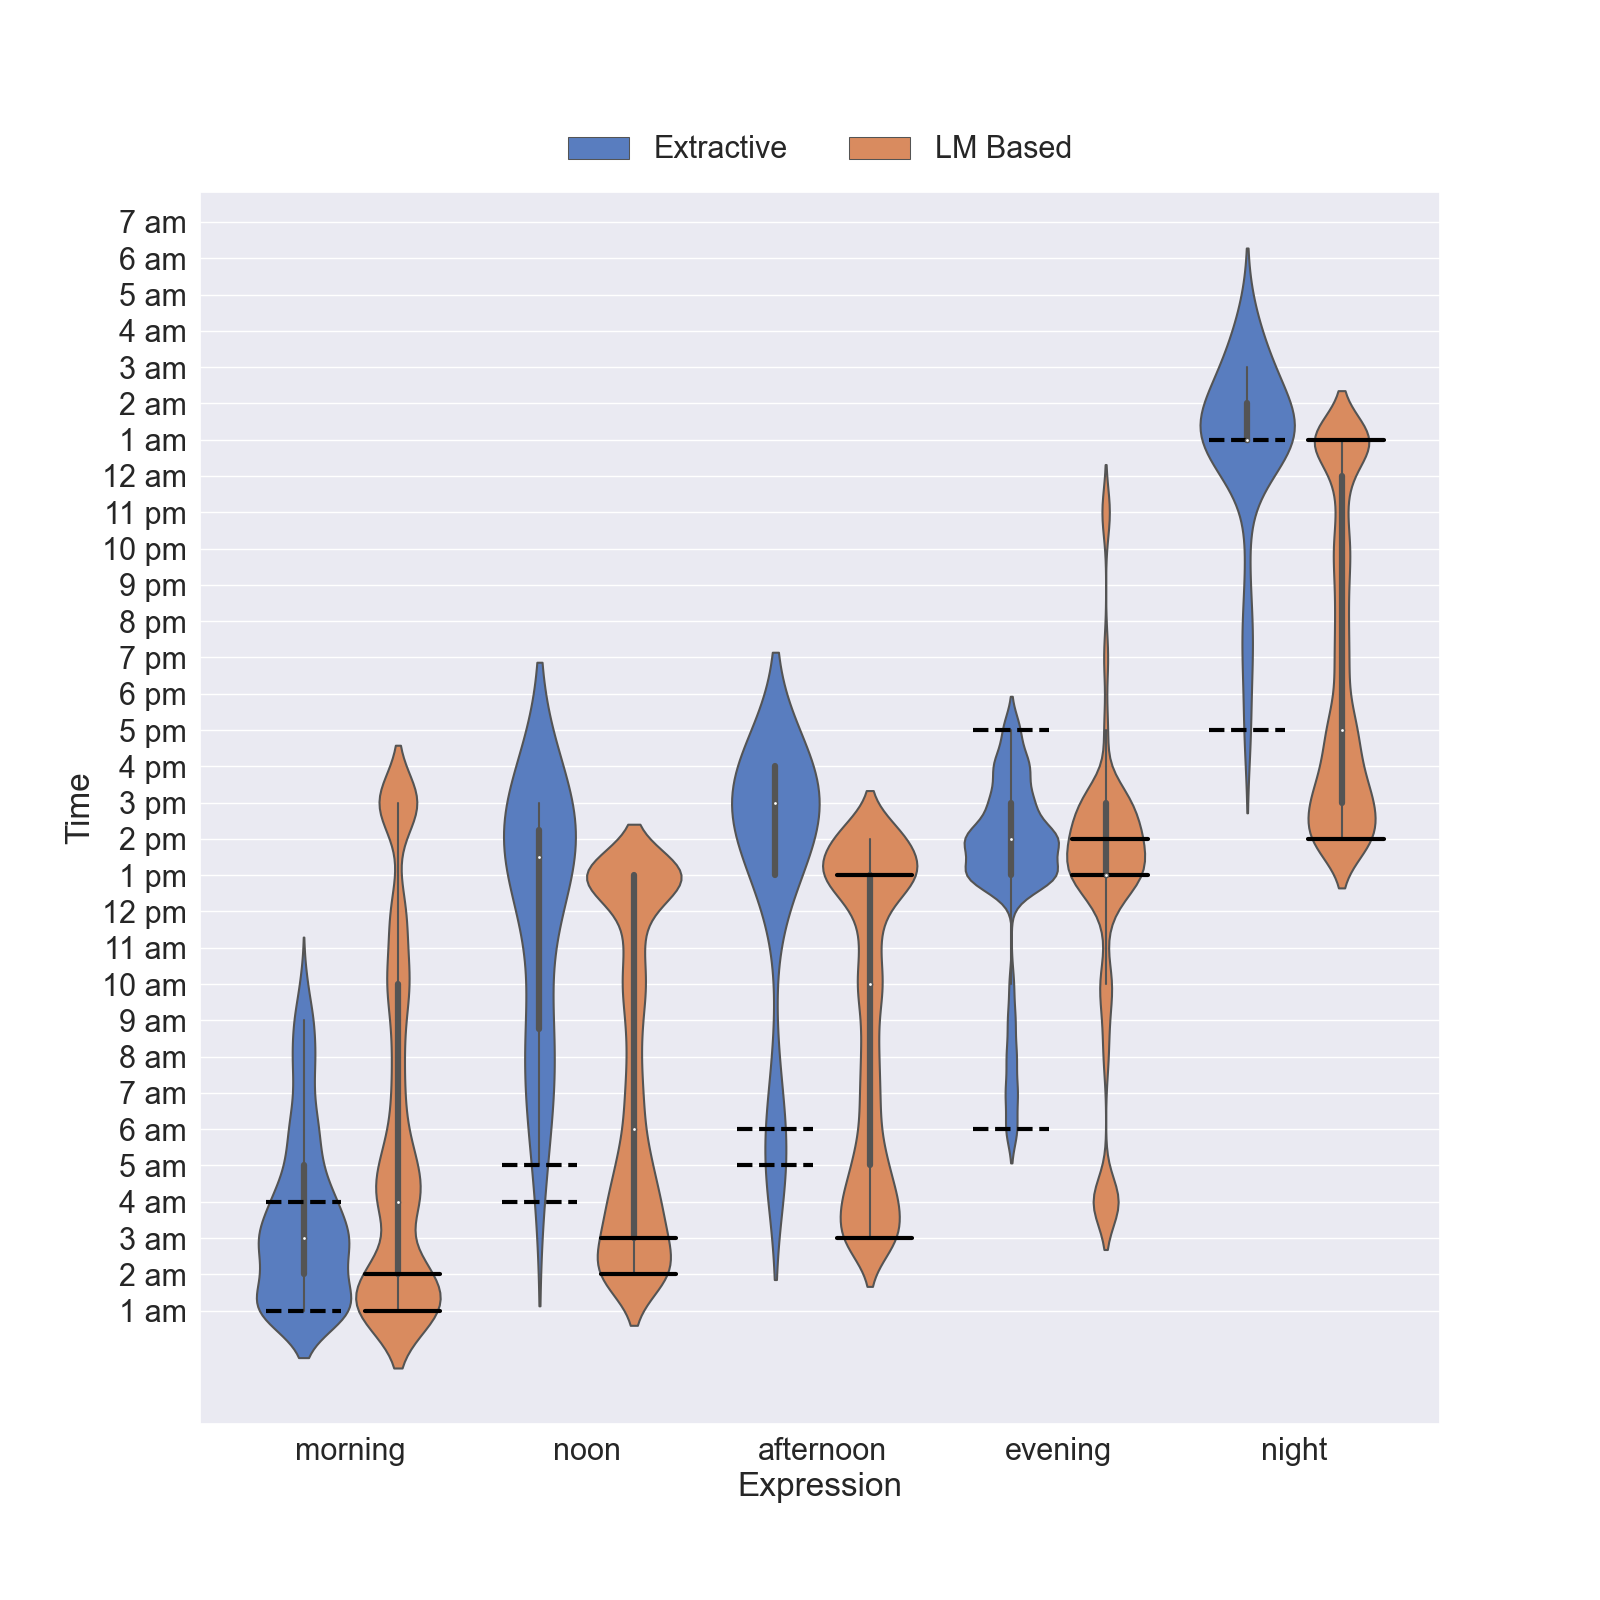 Extractive LM Based
7 am
6 am
5 am
4 am
3 am
2 am
1 am
12 am
11 pm
10 pm
9 pm
8 pm
7 pm
6 pm
5 pm
4 pm
3 pm
2 pm
1 pm
12 pm
11 am
10 am
9 am
8 am
7 am
6 am
5 am
4 am
3 am
2 am
1 am
Time
morning noon afternoon evening night
Expression